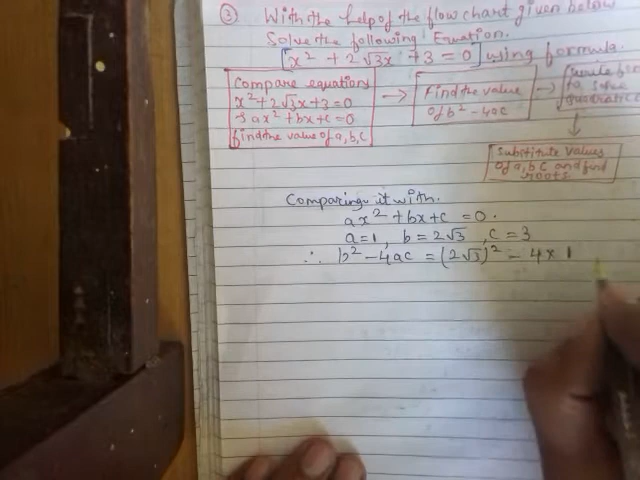 ③ With the help of the flow chart given below
Solve the following Equation.
[x² + 2√3x + 3 = 0] using formula.
Compare equations
x² + 2√3x + 3 = 0
& ax² + bx + c = 0
find the value of a, b, c
→ Find the value
of b² - 4ac
→ write
to solve
quadratic
↓
substitute values
of a, b, c and find
roots
Comparing it with.
ax² + bx + c = 0.
a = 1, b = 2√3, c = 3
∴ b² - 4ac = (2√3)² - 4 × 1